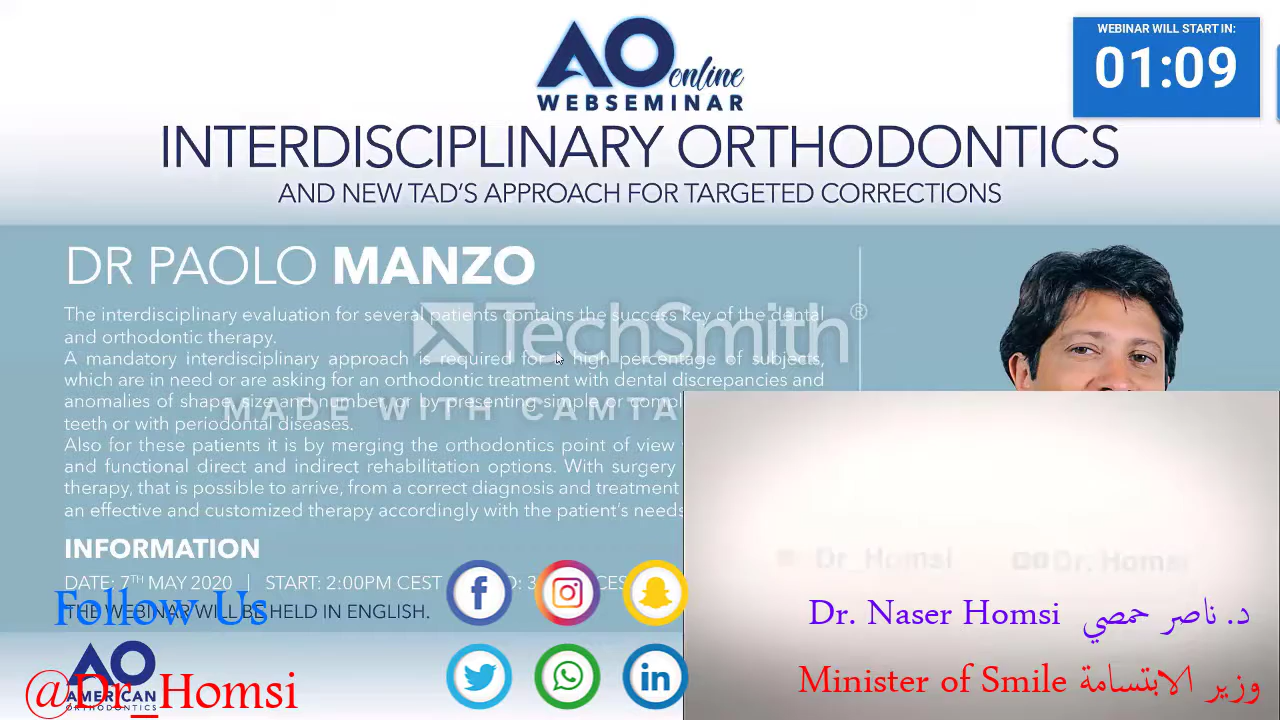 AO online
WEBSEMINAR
WEBINAR WILL START IN:
01:09
INTERDISCIPLINARY ORTHODONTICS
AND NEW TAD'S APPROACH FOR TARGETED CORRECTIONS
DR PAOLO MANZO
The interdisciplinary evaluation for several patients contains the success key of the dental
and orthodontic therapy.
A mandatory interdisciplinary approach is required for a high percentage of subjects,
which are in need or are asking for an orthodontic treatment with dental discrepancies and
anomalies of shape, size and number or by presenting simple or
teeth or with periodontal diseases.
Also for these patients it is by merging the orthodontics point of view
and functional direct and indirect rehabilitation options. With surgery
therapy, that is possible to arrive, from a correct diagnosis and treatment
an effective and customized therapy accordingly with the patient's needs
TechSmith®
MADE WITH
INFORMATION
DATE: 7TH MAY 2020 | START: 2:00PM CEST
THE WEBINAR WILL BE HELD IN ENGLISH.
Follow Us
AO
AMERICAN
ORTHODONTICS
@Dr_Homsi
Dr_Homsi
Dr. Homsi
Dr. Naser Homsi د. ناصر حمصي
Minister of Smile وزير الابتسامة